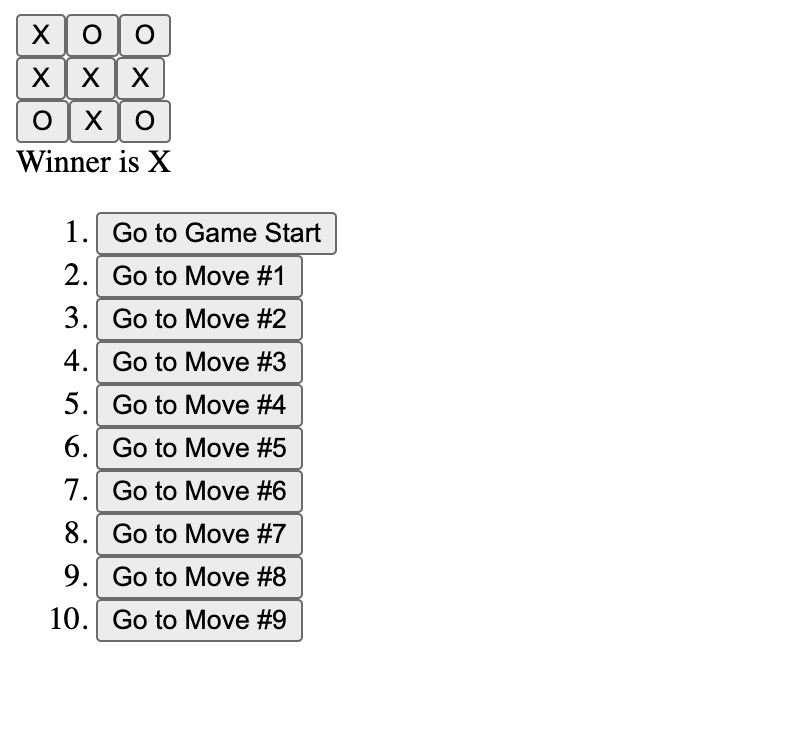 X O O
X X X
O X O
Winner is X
1. Go to Game Start
2. Go to Move #1
3. Go to Move #2
4. Go to Move #3
5. Go to Move #4
6. Go to Move #5
7. Go to Move #6
8. Go to Move #7
9. Go to Move #8
10. Go to Move #9